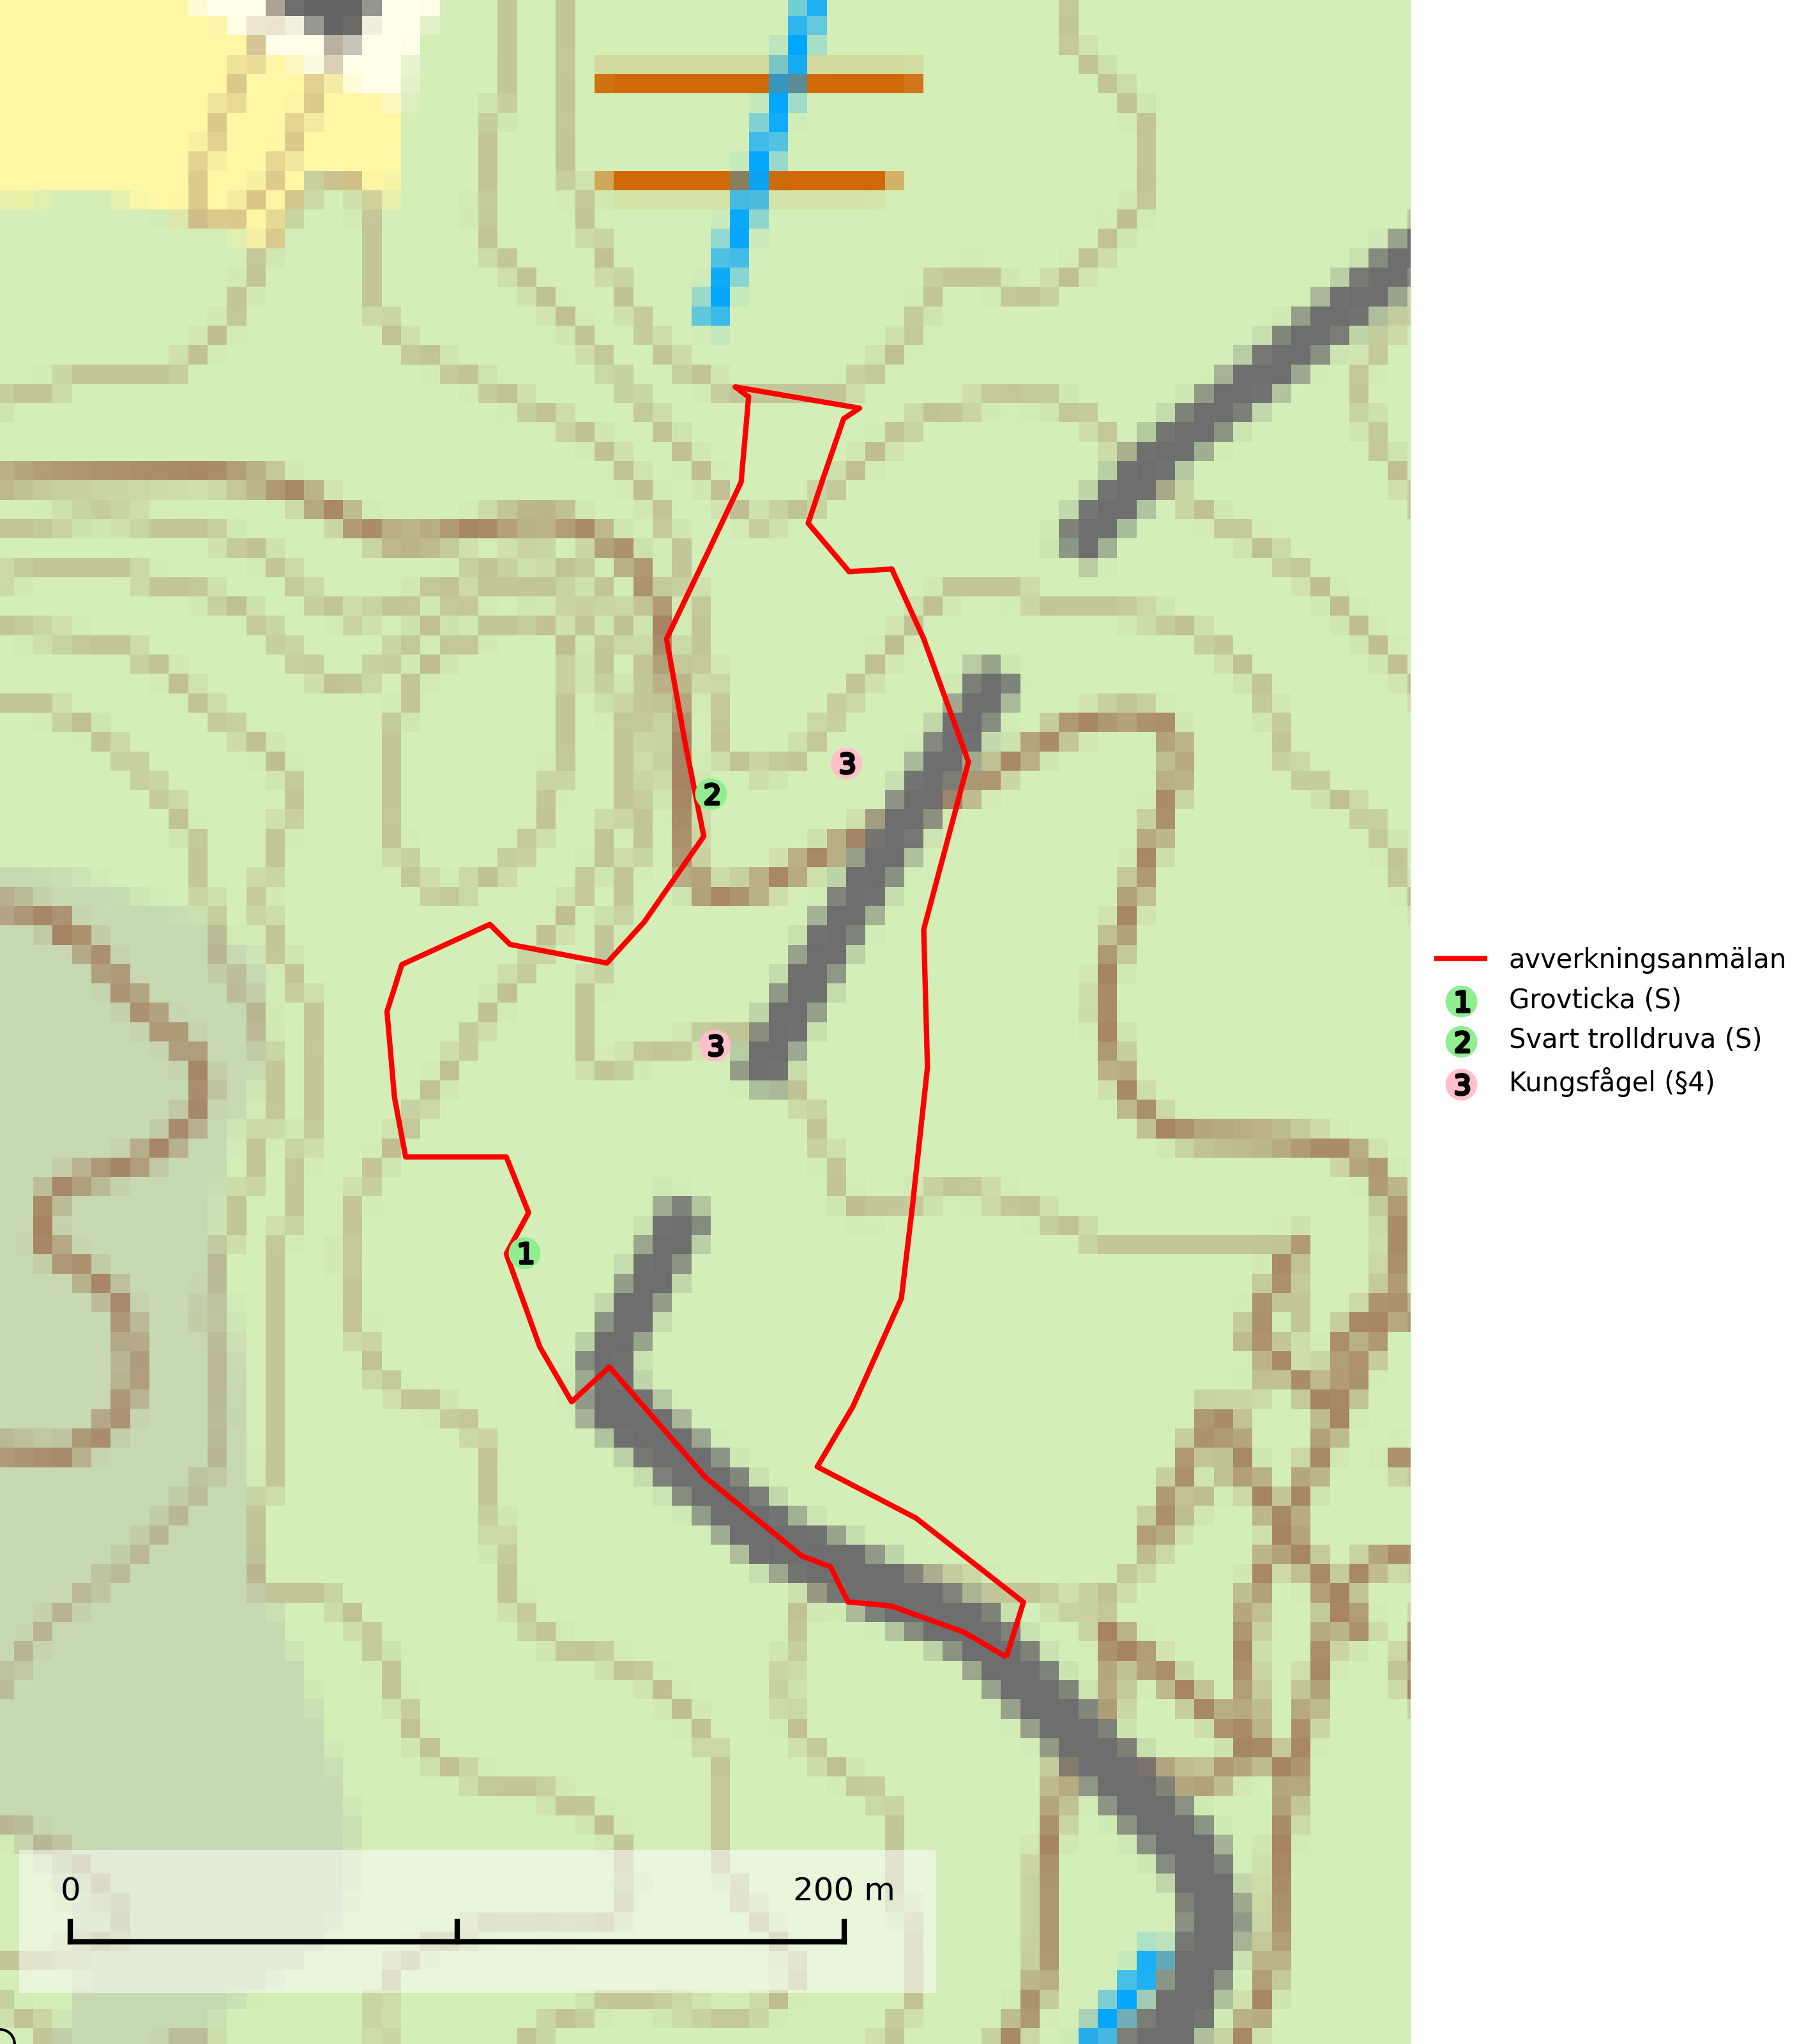 3
2
3
1
0 200 m
avverkningsanmälan
1 Grovticka (S)
2 Svart trolldruva (S)
3 Kungsfågel (§4)